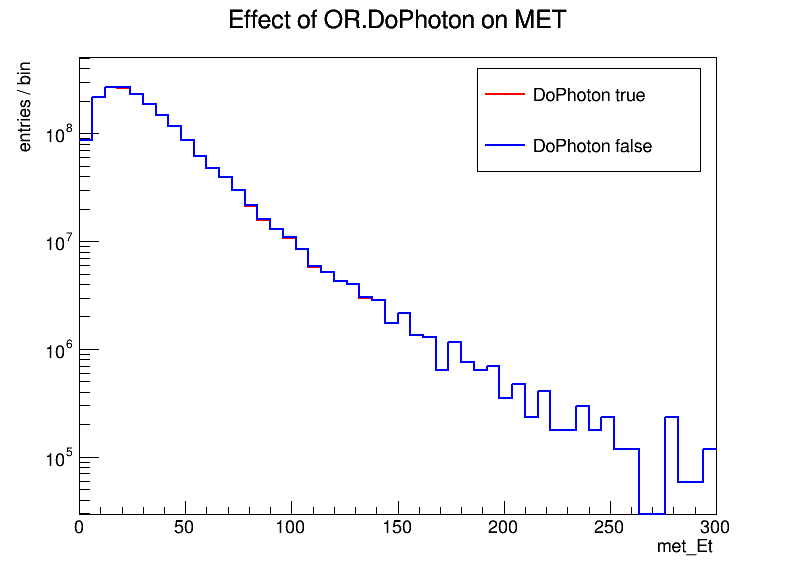 Effect of OR.DoPhoton on MET
entries / bin
DoPhoton true
DoPhoton false
10^8
10^7
10^6
10^5
0 50 100 150 200 250 300
met_Et